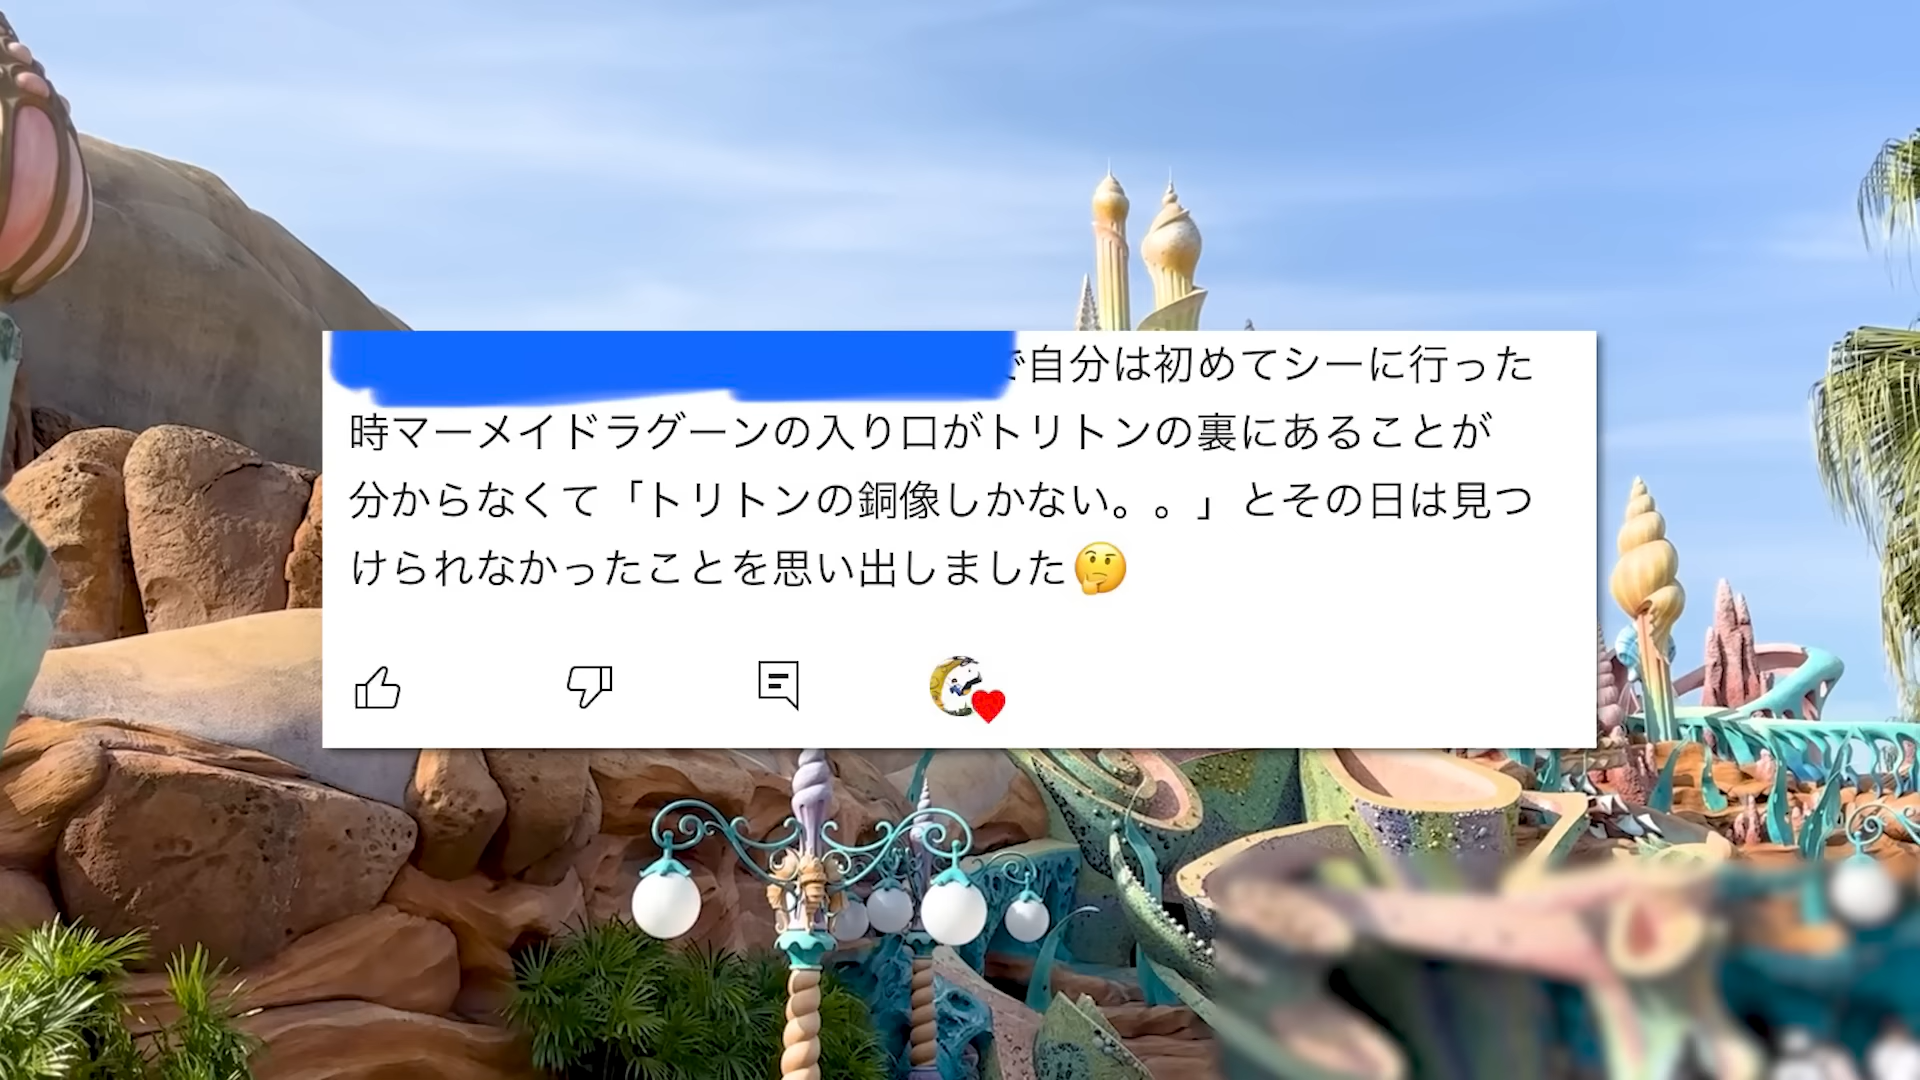 で自分は初めてシーに行った
時マーメイドラグーンの入り口がトリトンの裏にあることが
分からなくて「トリトンの銅像しかない。。」とその日は見つ
けられなかったことを思い出しました🤔